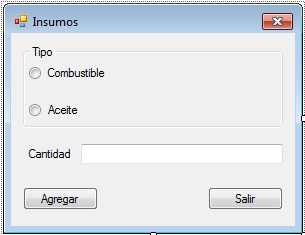 Insumos
Tipo
Combustible
Aceite
Cantidad
Agregar Salir